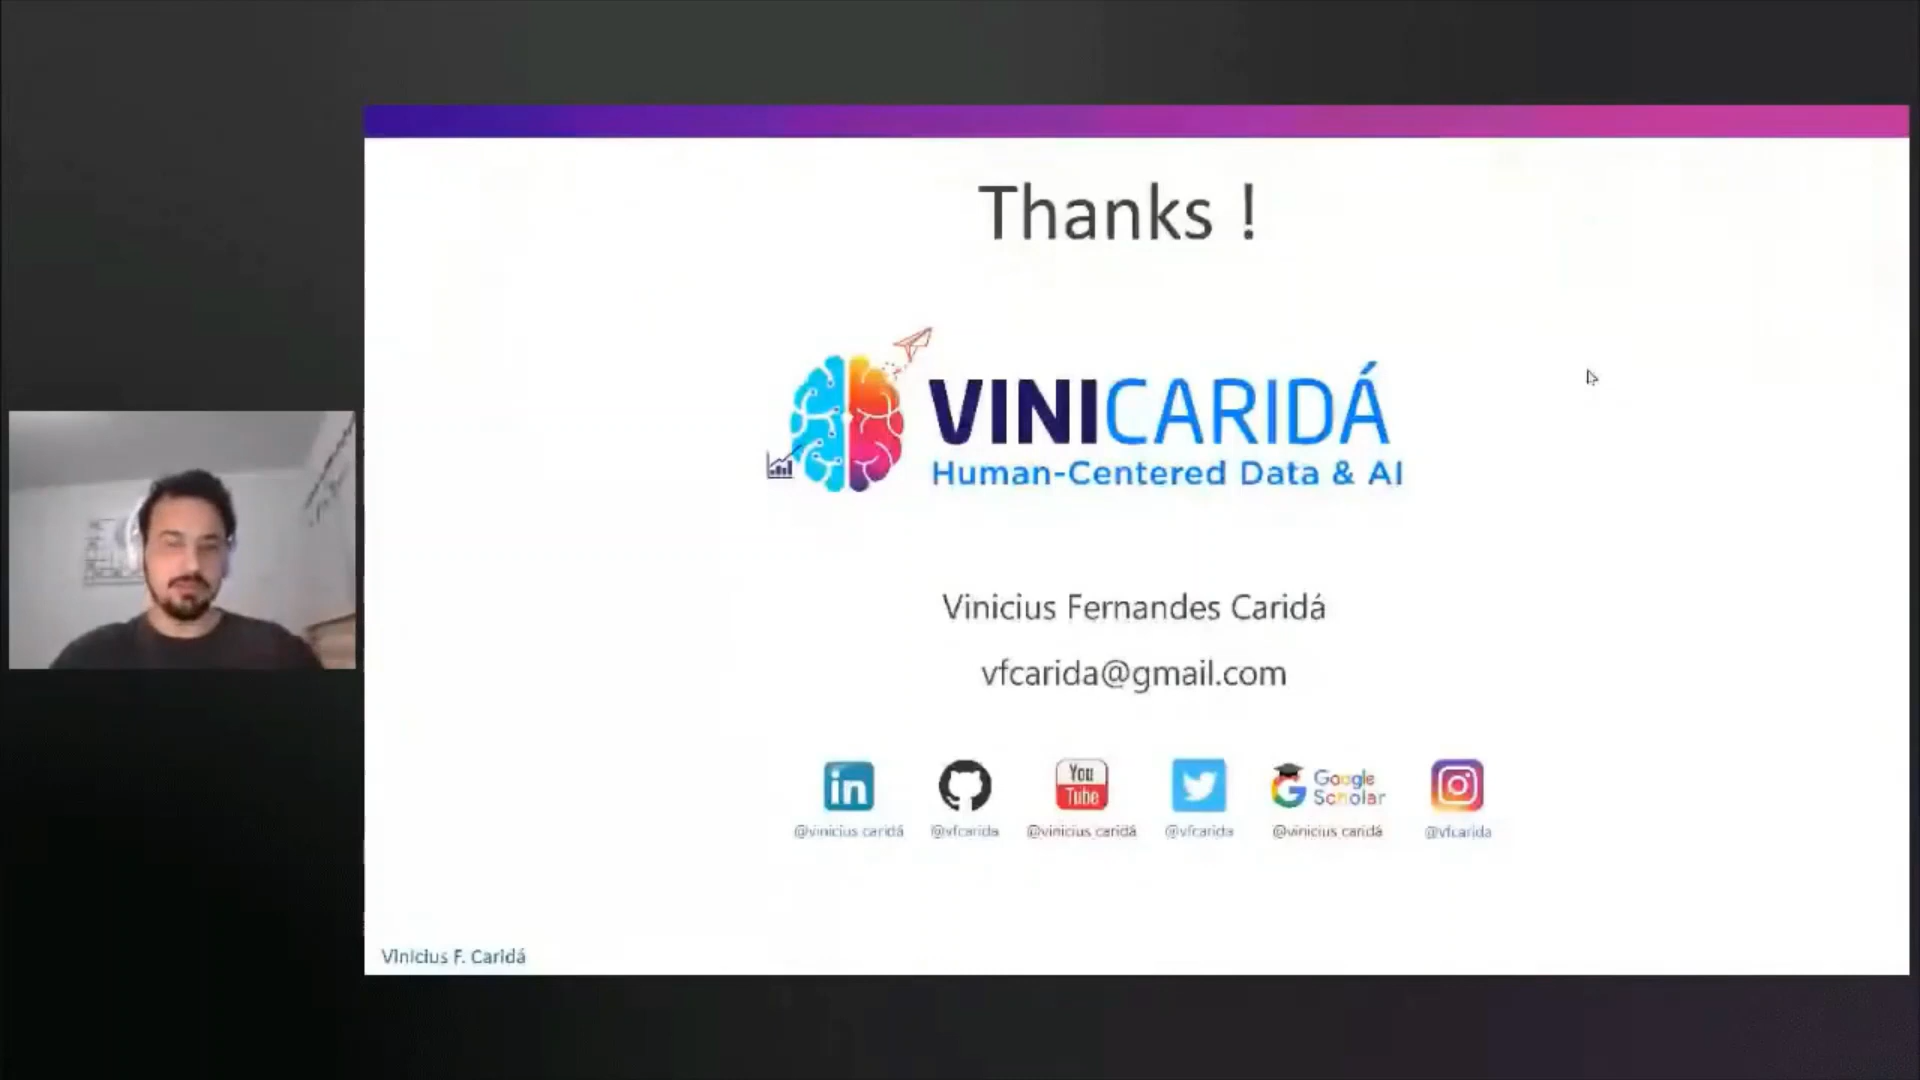 Thanks !
VINICARIDÁ
Human-Centered Data & AI
Vinicius Fernandes Caridá
vfcarida@gmail.com
in
You
Tube
Google
Scholar
@vinicius caridá @vfcarida @vinicius caridá @vfcarida @vinicius caridá @vfcarida
Vinicius F. Caridá